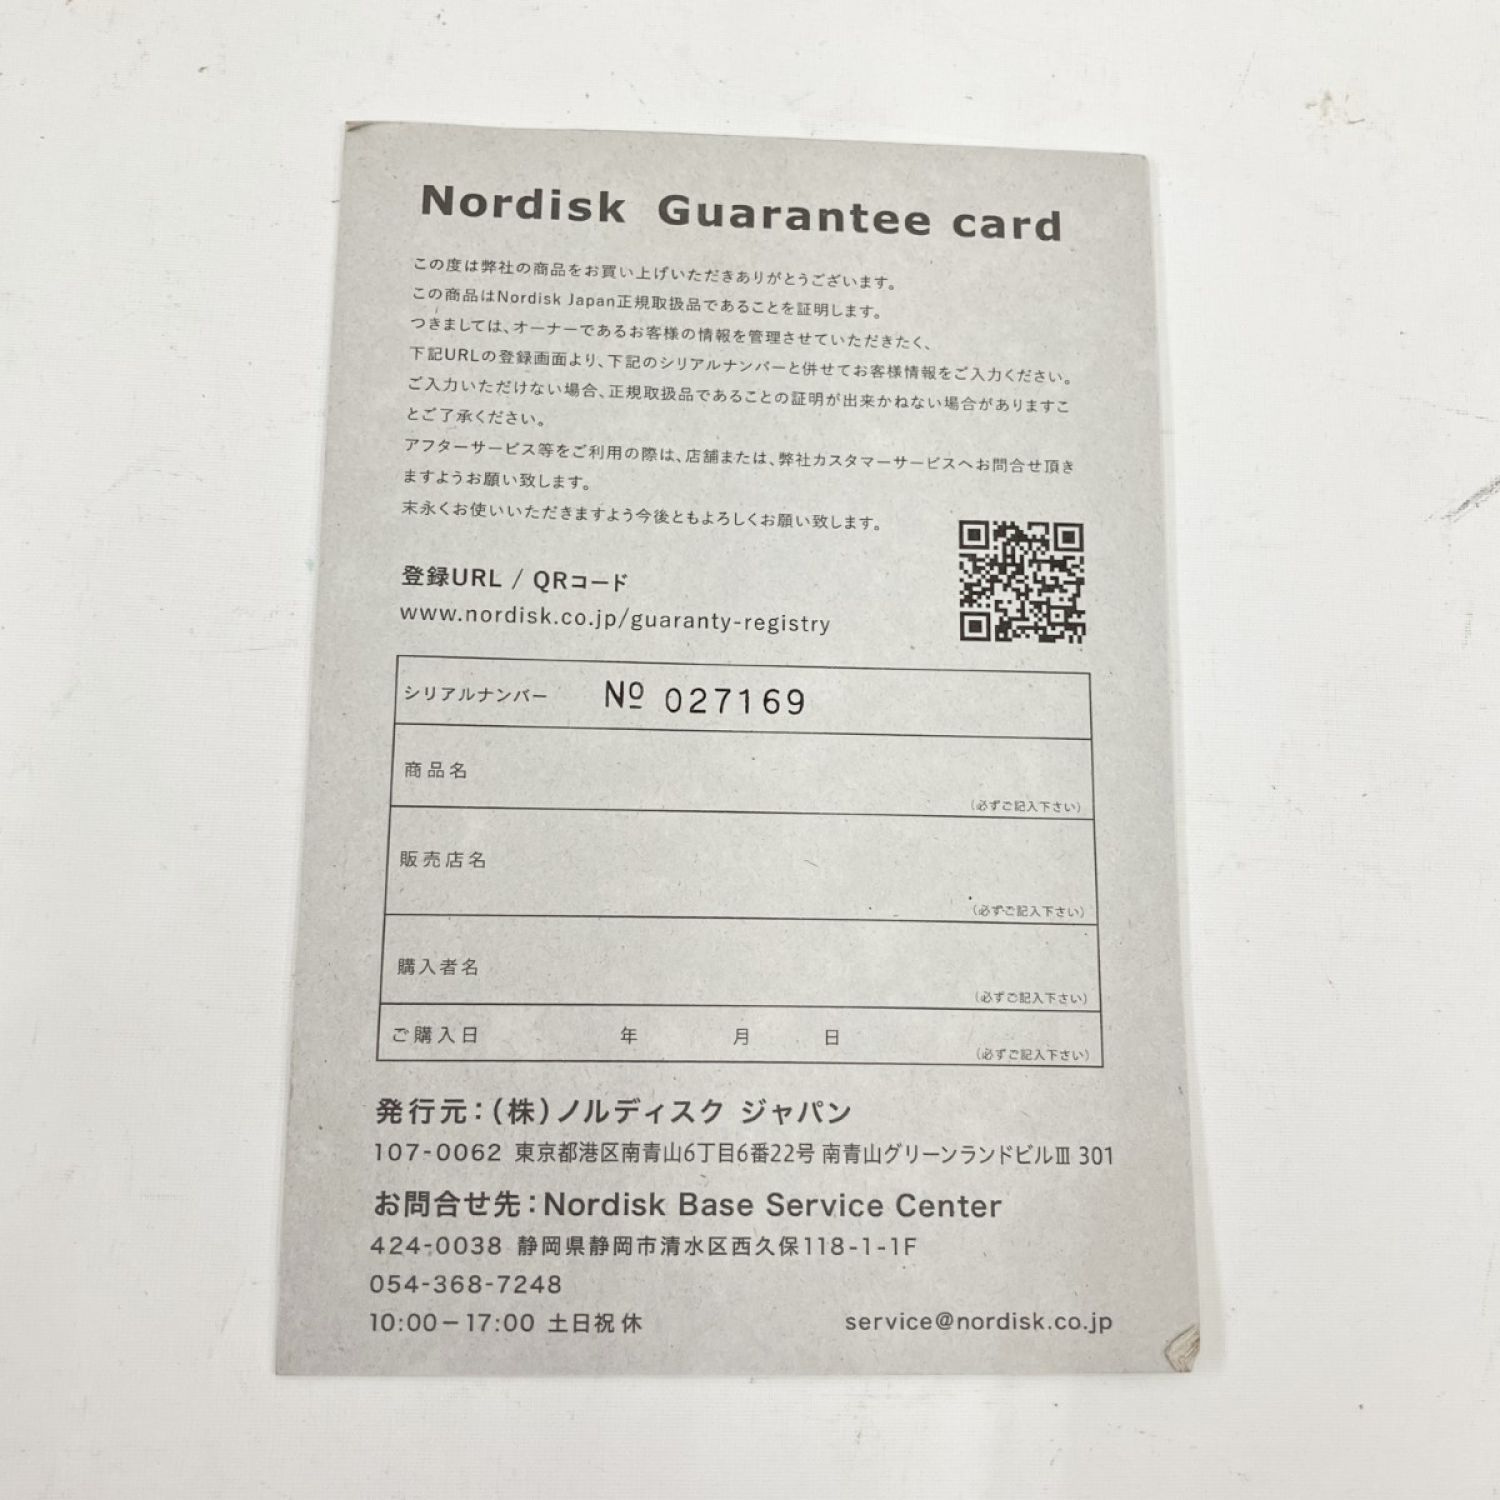 Nordisk Guarantee card
この度は弊社の商品をお買い上げいただきありがとうございます。
この商品はNordisk Japan正規取扱品であることを証明します。
つきましては、オーナーであるお客様の情報を管理させていただきたく、
下記URLの登録画面より、下記のシリアルナンバーと併せてお客様情報をご入力ください。
ご入力いただけない場合、正規取扱品であることの証明が出来かねない場合がありますこ
とご了承ください。
アフターサービス等をご利用の際は、店舗または、弊社カスタマーサービスへお問合せ頂き
ますようお願い致します。
末永くお使いいただきますよう今後ともよろしくお願い致します。
登録URL / QRコード
www.nordisk.co.jp/guaranty-registry
シリアルナンバー № 027169
商品名
(必ずご記入下さい)
販売店名
(必ずご記入下さい)
購入者名
(必ずご記入下さい)
ご購入日 年 月 日
(必ずご記入下さい)
発行元:(株)ノルディスク ジャパン
107-0062 東京都港区南青山6丁目6番22号 南青山グリーンランドビルⅢ 301
お問合せ先:Nordisk Base Service Center
424-0038 静岡県静岡市清水区西久保118-1-1F
054-368-7248
10:00－17:00 土日祝 休
service@nordisk.co.jp